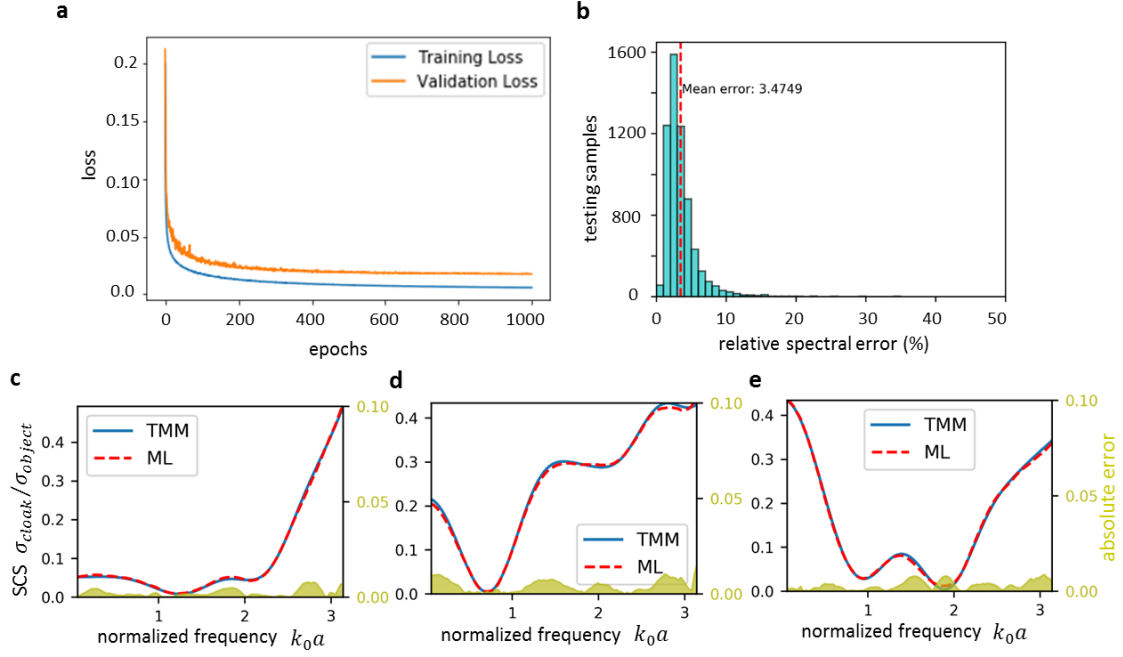 a
0.2
0.15
0.10
0.05
0.0
loss
Training Loss
Validation Loss
0
200
400
600
800
1000
epochs
b
1600
1200
800
0
testing samples
Mean error: 3.4749
0
10
20
30
40
50
relative spectral error (%)
c
0.4
0.3
0.2
0.1
0.0
SCS σ_cloak/σ_object
TMM
ML
0.10
0.05
0.00
1
2
3
normalized frequency k₀a
d
0.4
0.3
0.2
0.1
0.0
TMM
ML
0.10
0.05
0.00
1
2
3
normalized frequency k₀a
e
0.4
0.3
0.2
0.1
0.0
TMM
ML
0.10
0.05
0.00
absolute error
1
2
3
normalized frequency k₀a